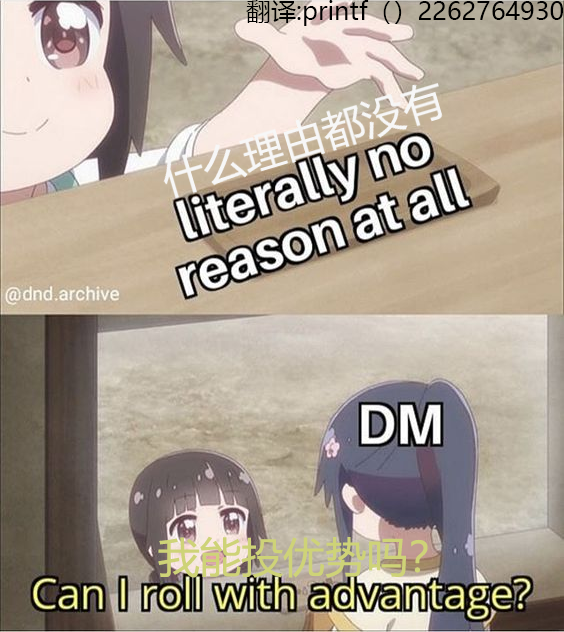 翻译:printf（）2262764930
什么理由都没有
literally no
reason at all
@dnd.archive
DM
我能投优势吗?
Can I roll with advantage?